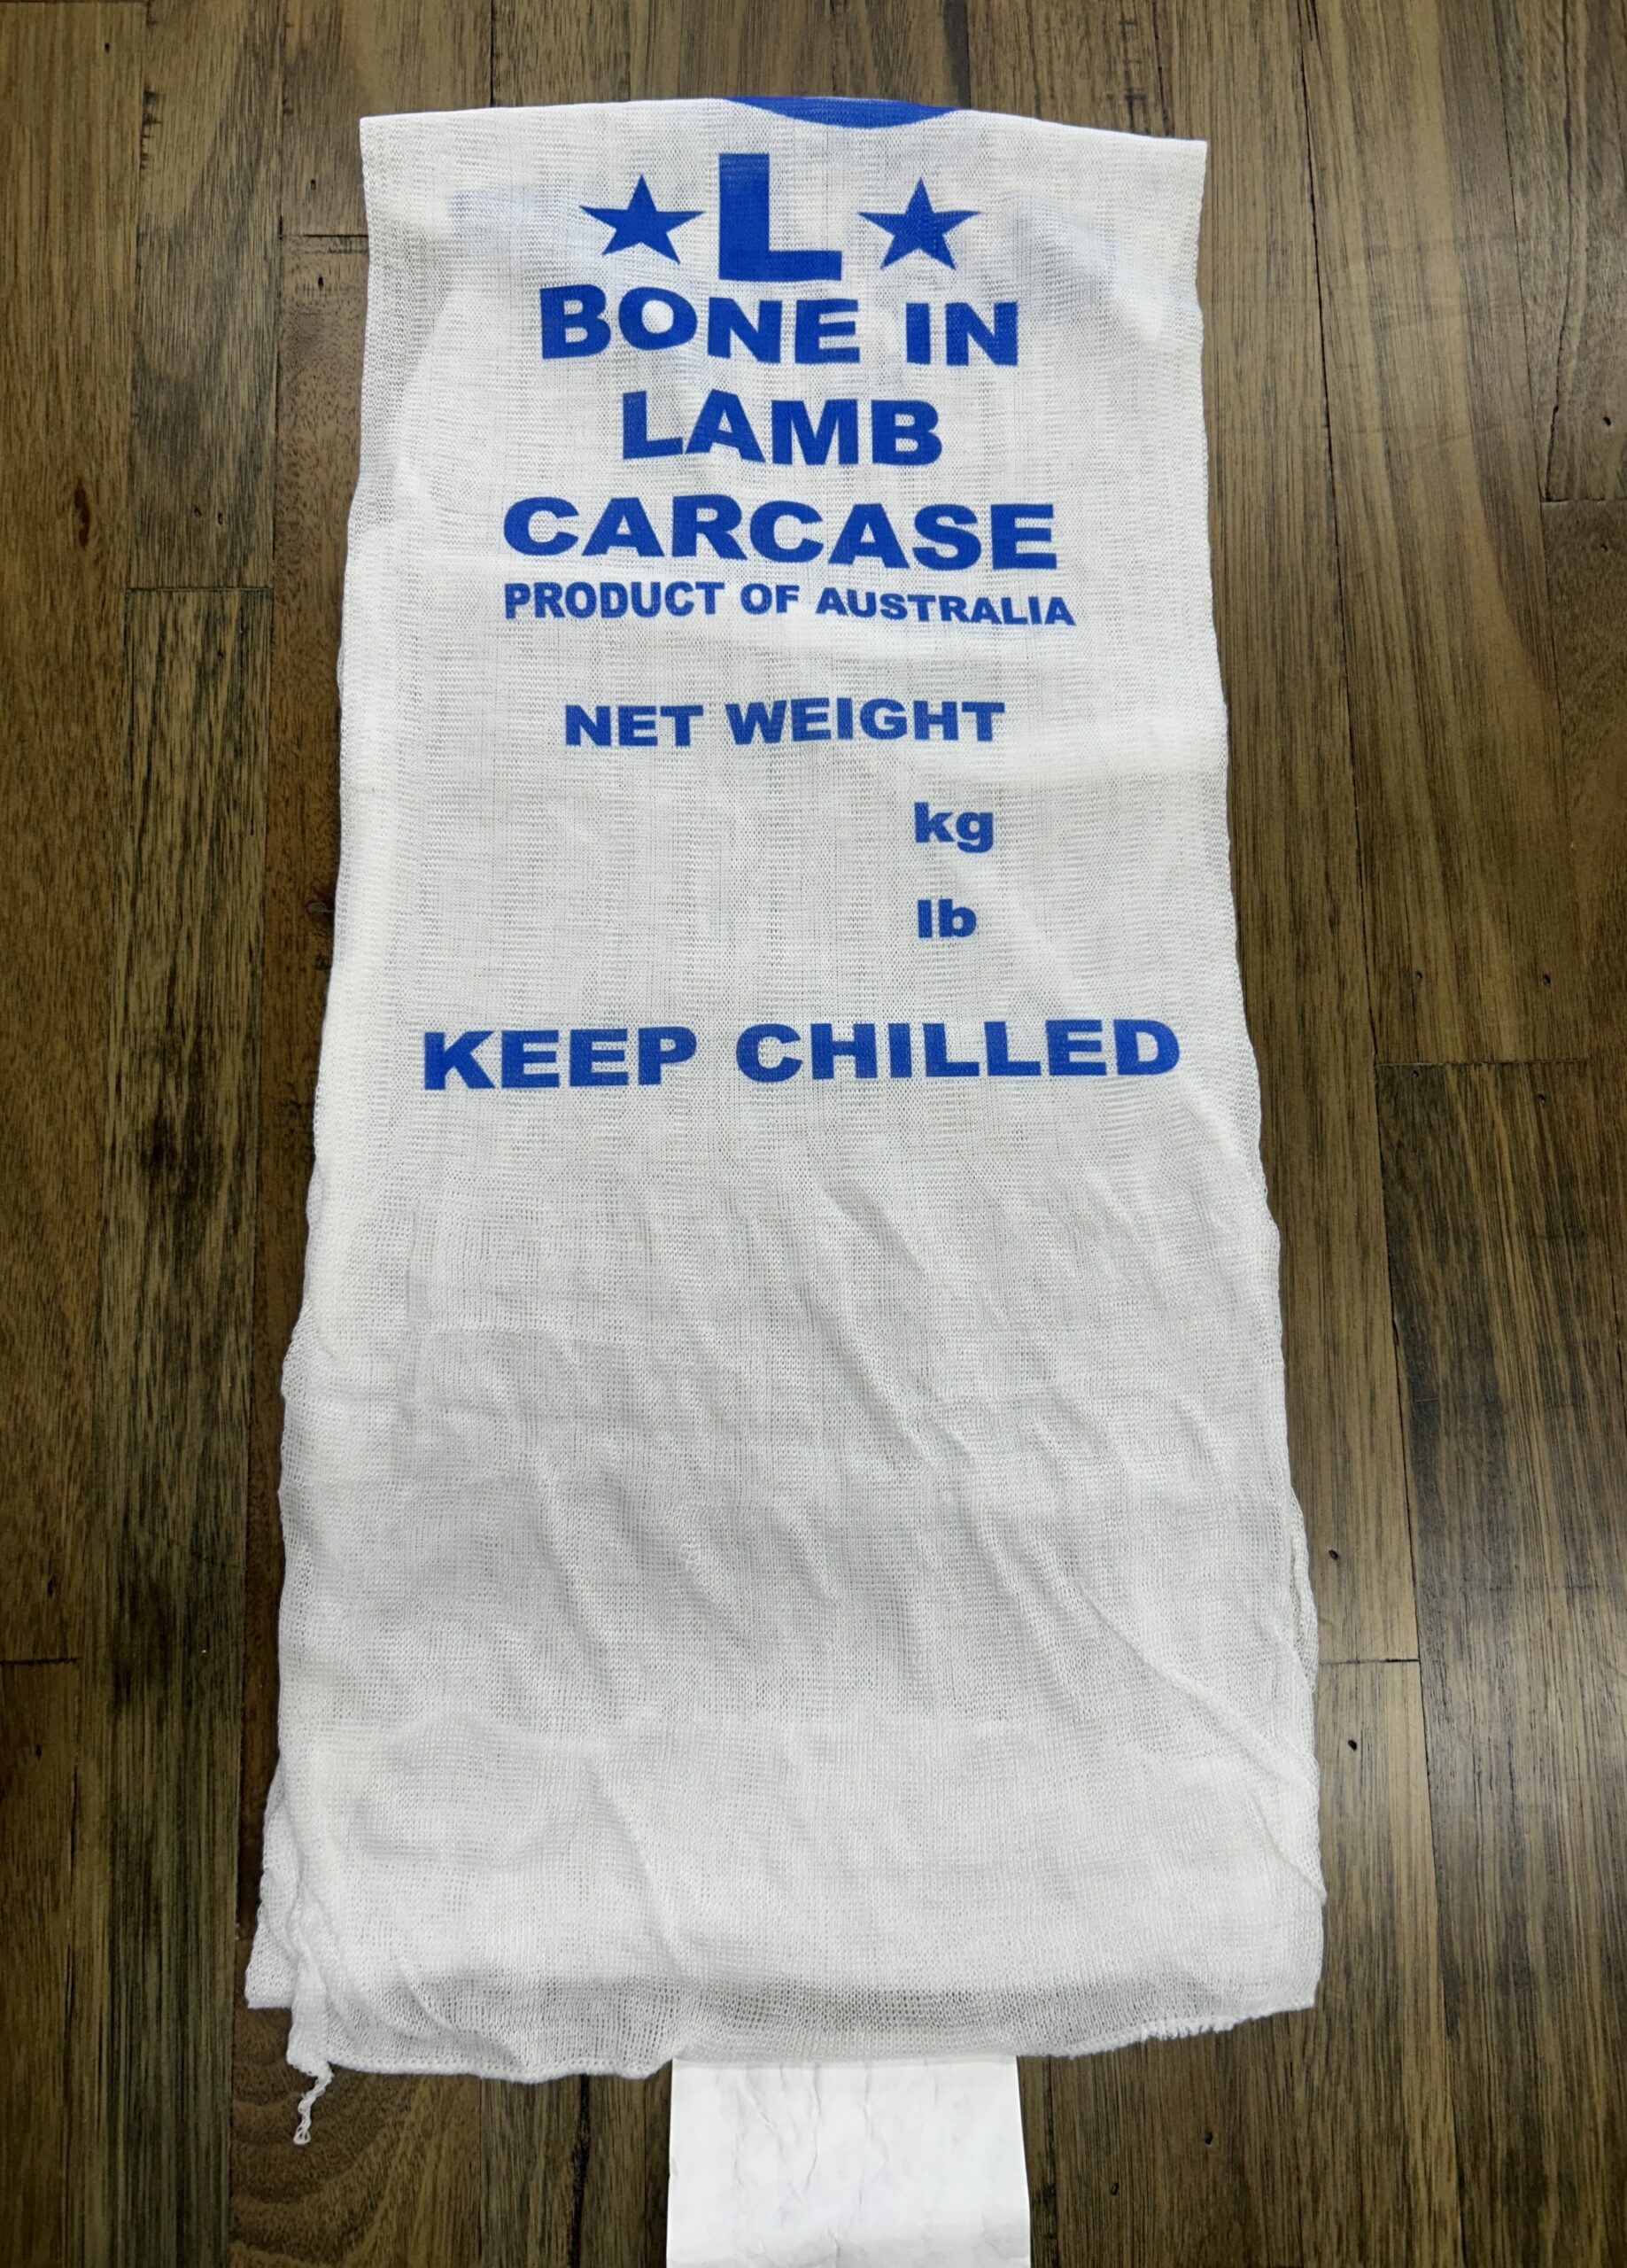 ★ L ★
BONE IN
LAMB
CARCASE
PRODUCT OF AUSTRALIA
NET WEIGHT
kg
lb
KEEP CHILLED